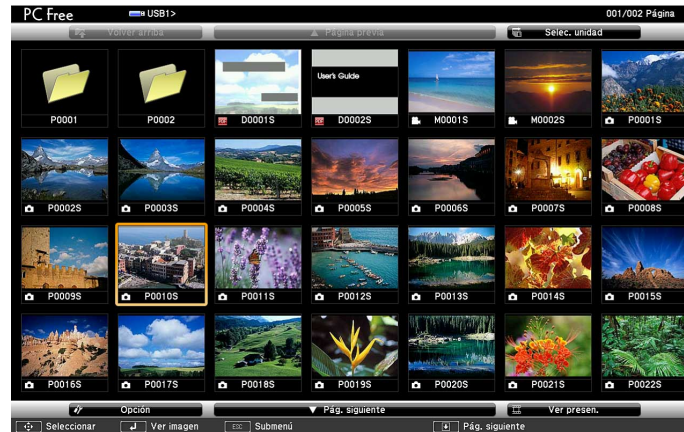 PC Free USB1> 001/002 Página
Volver arriba Página previa Selec. unidad
User's Guide
P0001 P0002 D0001S D0002S M0001S M0002S P0001S
P0002S P0003S P0004S P0005S P0006S P0007S P0008S
P0009S P0010S P0011S P0012S P0013S P0014S P0015S
P0016S P0017S P0018S P0019S P0020S P0021S P0022S
Opción Pág. siguiente Ver presen.
Seleccionar Ver imagen ESC Submenú Pág. siguiente